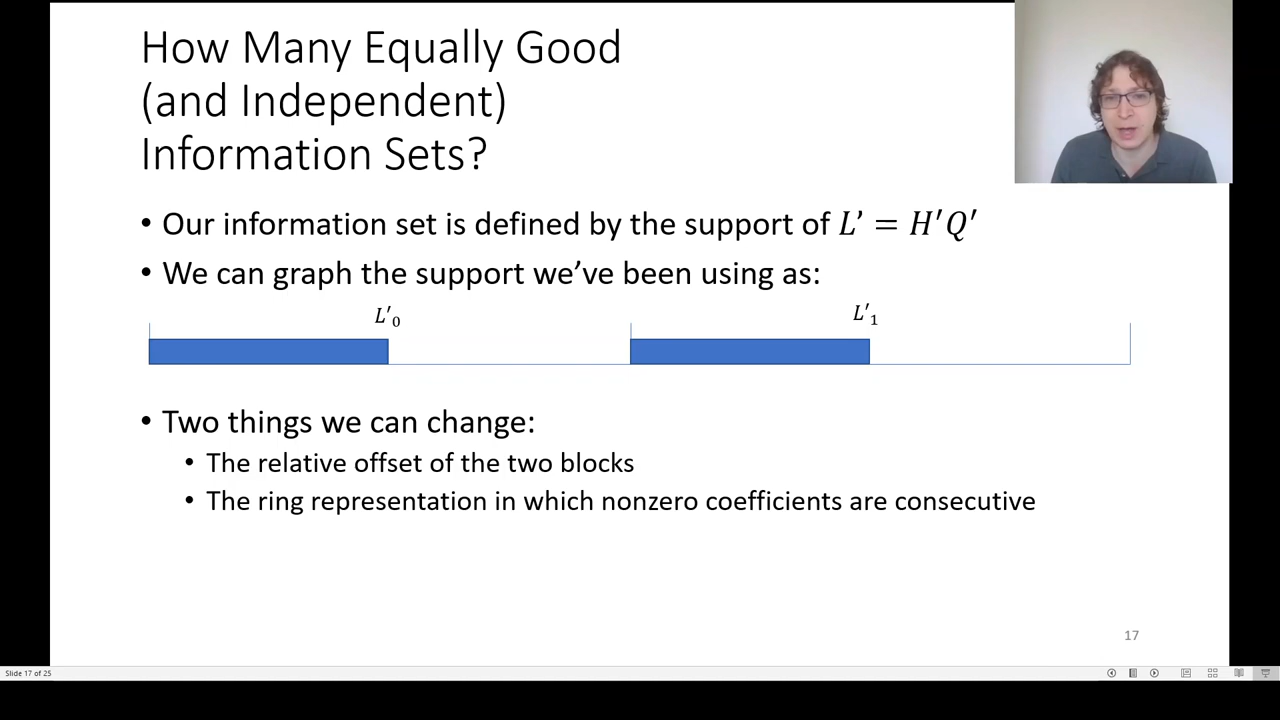 How Many Equally Good
(and Independent)
Information Sets?
• Our information set is defined by the support of L’ = H′Q′
• We can graph the support we’ve been using as:
L′₀
L′₁
• Two things we can change:
• The relative offset of the two blocks
• The ring representation in which nonzero coefficients are consecutive
17
Slide 17 of 25